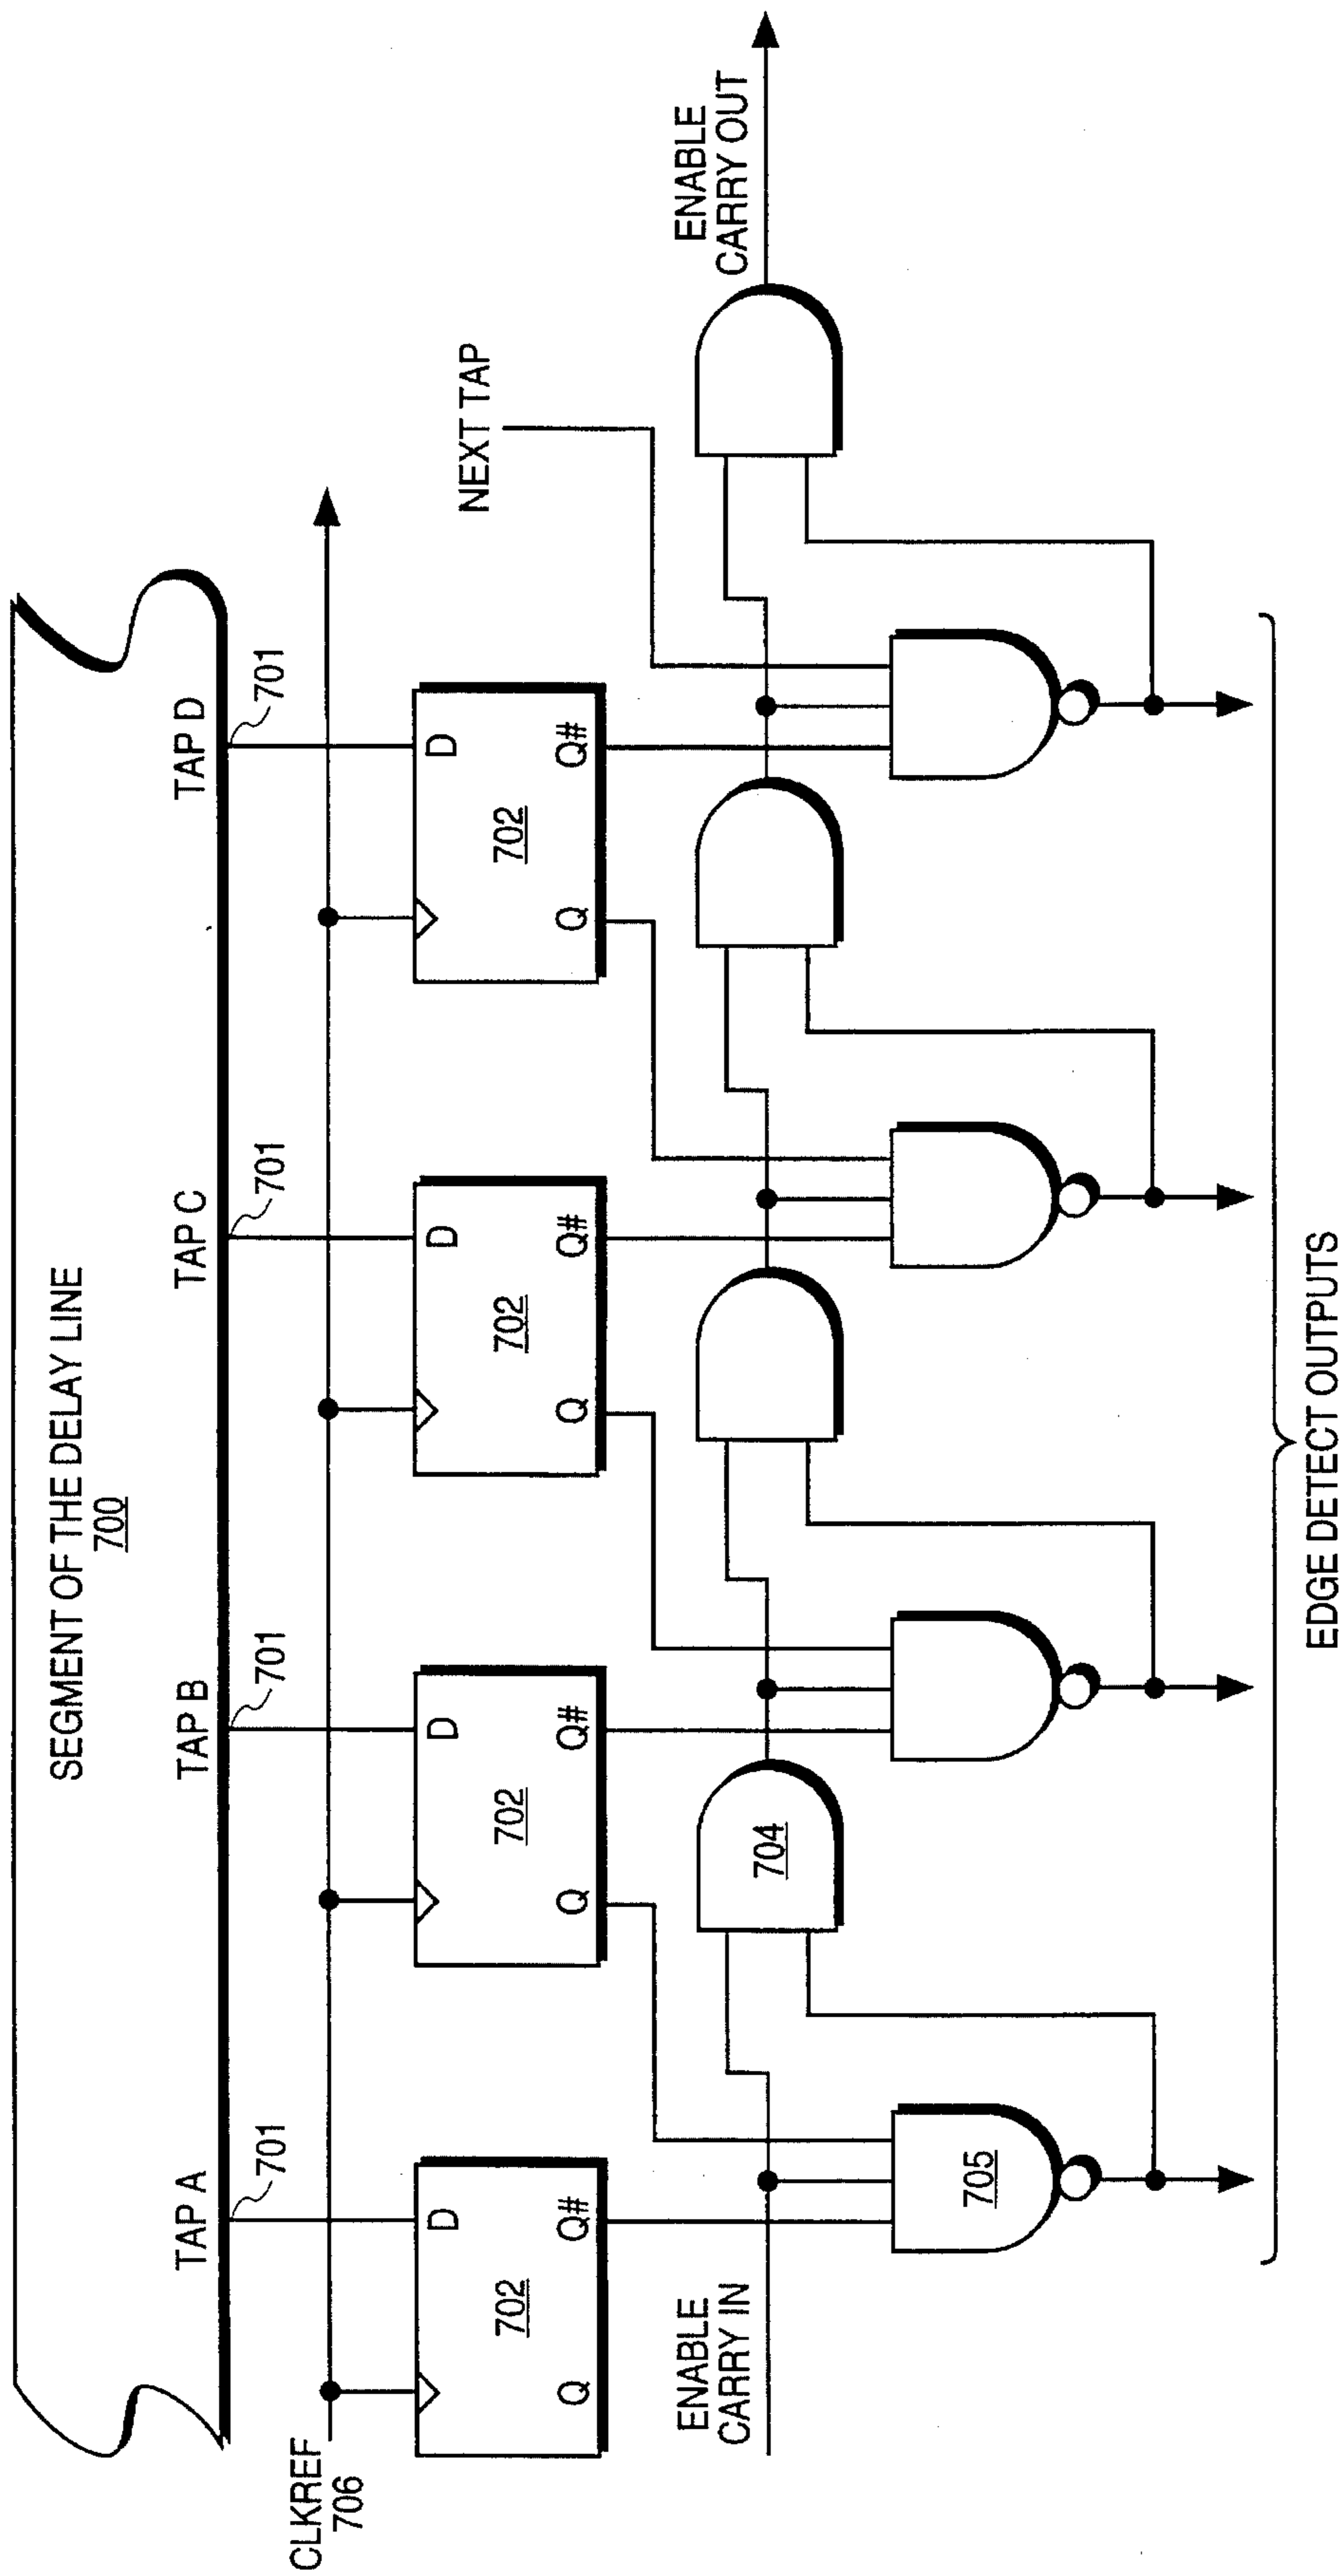 SEGMENT OF THE DELAY LINE
700
TAP A
TAP B
TAP C
TAP D
701
701
701
701
CLKREF
706
D
D
D
D
702
702
702
702
Q
Q#
Q
Q#
Q
Q#
Q
Q#
NEXT TAP
ENABLE
CARRY IN
704
ENABLE
CARRY OUT
705
EDGE DETECT OUTPUTS